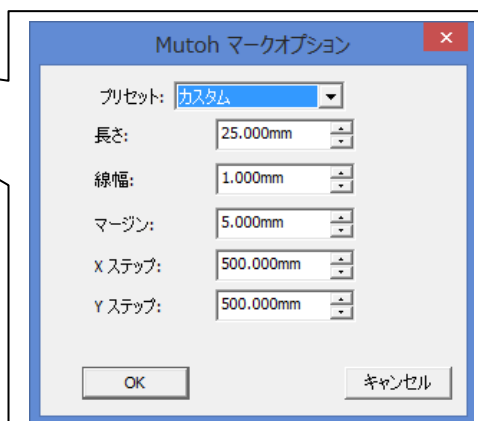 Mutoh マークオプション
プリセット: カスタム
長さ: 25.000mm
線幅: 1.000mm
マージン: 5.000mm
X ステップ: 500.000mm
Y ステップ: 500.000mm
OK キャンセル